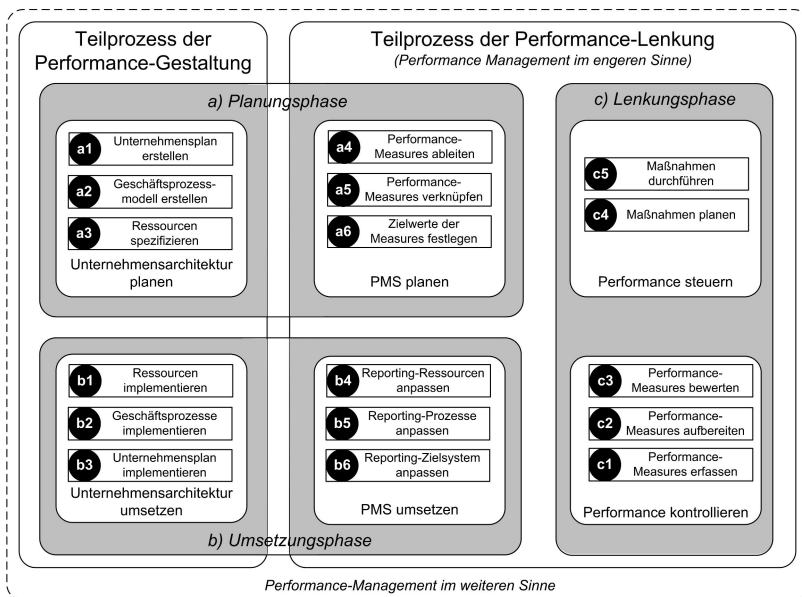 Teilprozess der
Performance-Gestaltung
Teilprozess der Performance-Lenkung
(Performance Management im engeren Sinne)
a) Planungsphase
a1
Unternehmensplan
erstellen
a2
Geschäftsprozess-
modell erstellen
a3
Ressourcen
spezifizieren
Unternehmensarchitektur
planen
a4
Performance-
Measures ableiten
a5
Performance-
Measures verknüpfen
a6
Zielwerte der
Measures festlegen
PMS planen
c) Lenkungsphase
c5
Maßnahmen
durchführen
c4
Maßnahmen planen
Performance steuern
b1
Ressourcen
implementieren
b2
Geschäftsprozesse
implementieren
b3
Unternehmensplan
implementieren
Unternehmensarchitektur
umsetzen
b4
Reporting-Ressourcen
anpassen
b5
Reporting-Prozesse
anpassen
b6
Reporting-Zielsystem
anpassen
PMS umsetzen
c3
Performance-
Measures bewerten
c2
Performance-
Measures aufbereiten
c1
Performance-
Measures erfassen
Performance kontrollieren
b) Umsetzungsphase
Performance-Management im weiteren Sinne